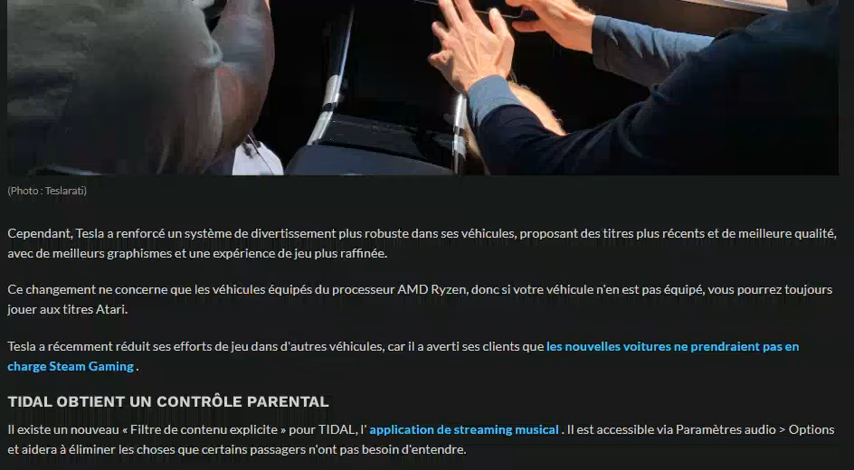 (Photo : Teslarati)
Cependant, Tesla a renforcé un système de divertissement plus robuste dans ses véhicules, proposant des titres plus récents et de meilleure qualité,
avec de meilleurs graphismes et une expérience de jeu plus raffinée.
Ce changement ne concerne que les véhicules équipés du processeur AMD Ryzen, donc si votre véhicule n'en est pas équipé, vous pourrez toujours
jouer aux titres Atari.
Tesla a récemment réduit ses efforts de jeu dans d'autres véhicules, car il a averti ses clients que les nouvelles voitures ne prendraient pas en
charge Steam Gaming .
TIDAL OBTIENT UN CONTRÔLE PARENTAL
Il existe un nouveau « Filtre de contenu explicite » pour TIDAL, l' application de streaming musical . Il est accessible via Paramètres audio > Options
et aidera à éliminer les choses que certains passagers n'ont pas besoin d'entendre.